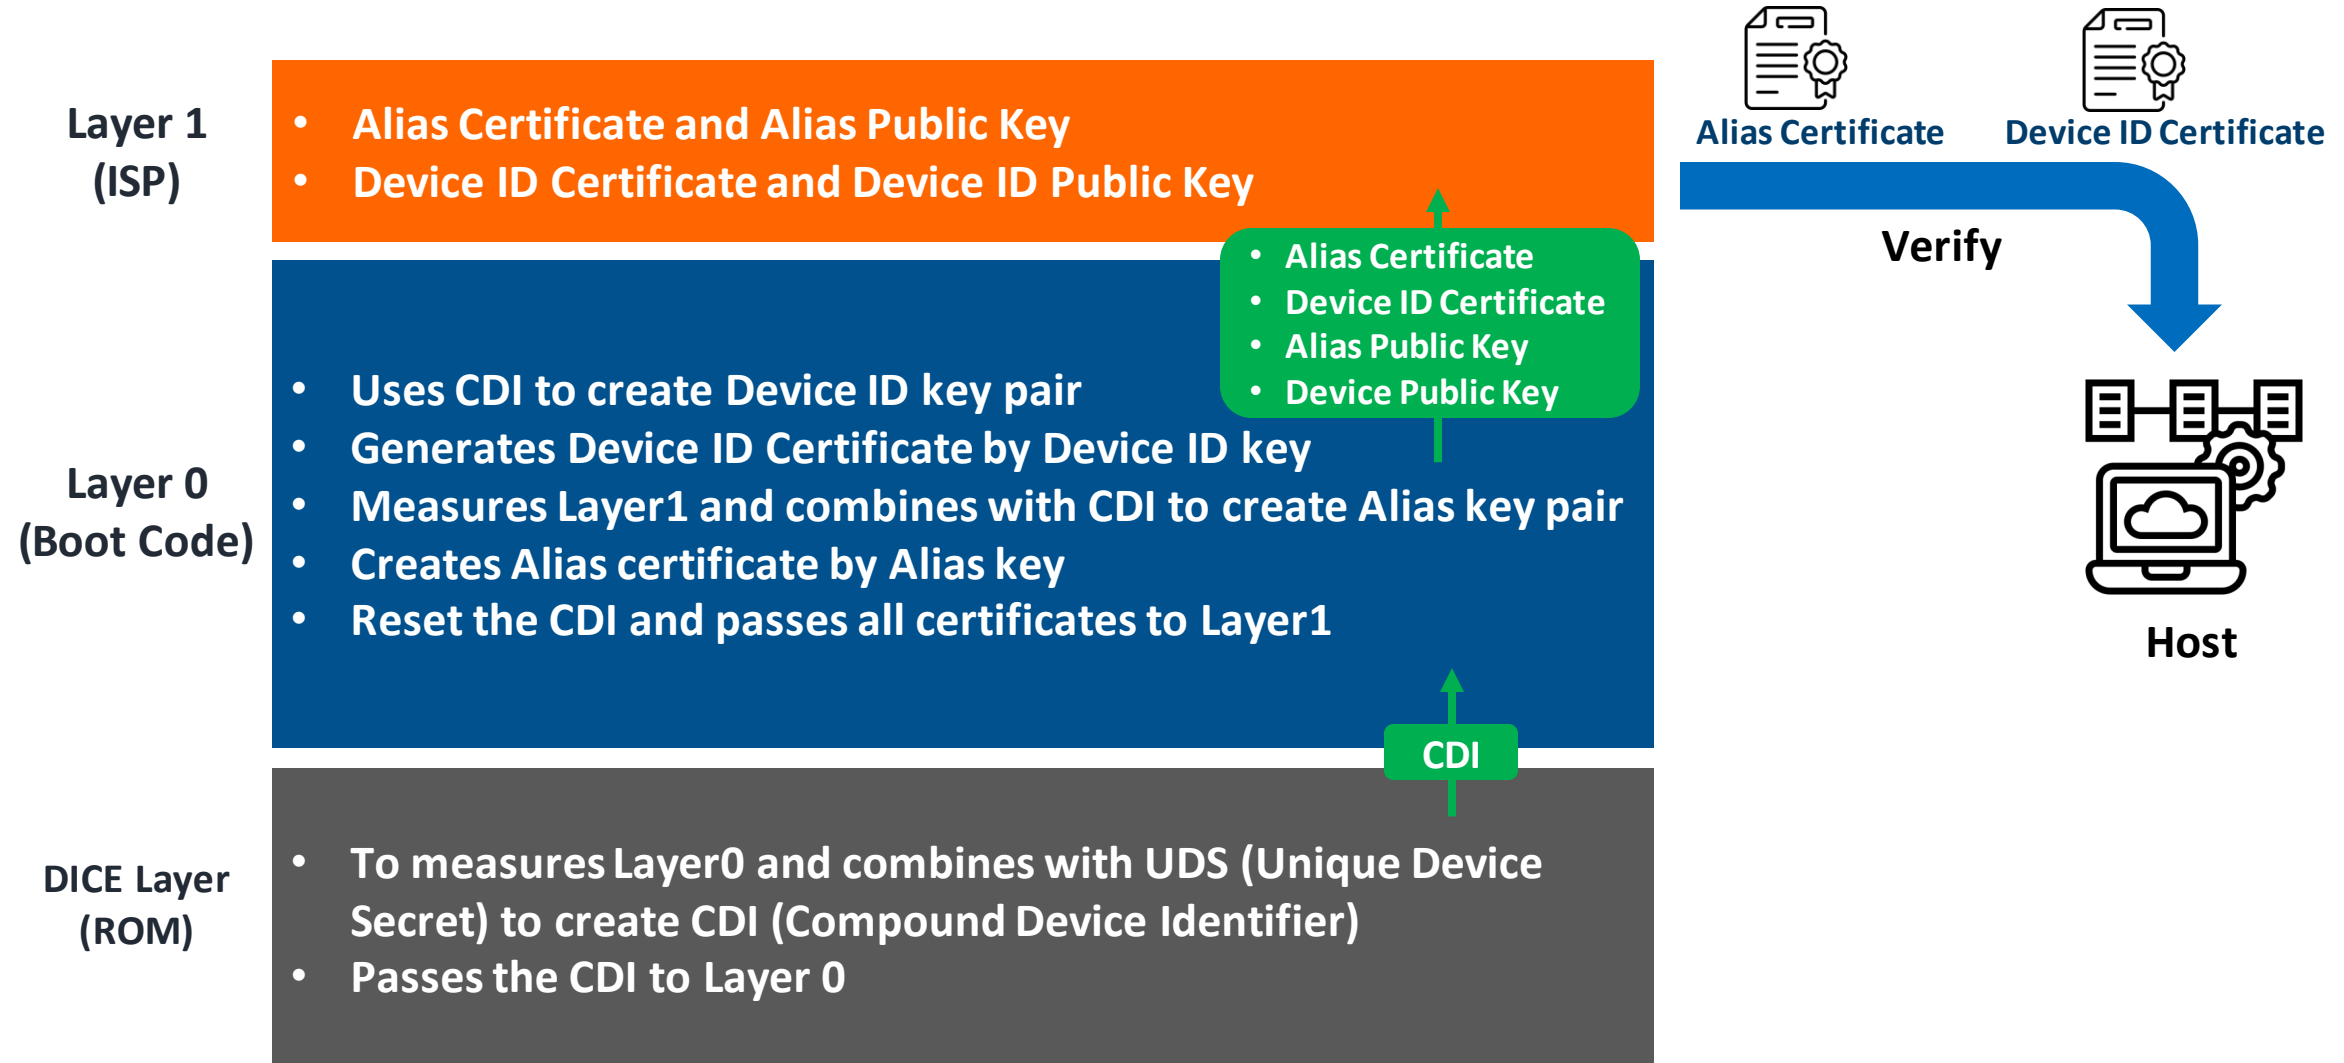 Layer 1
(ISP)
• Alias Certificate and Alias Public Key
• Device ID Certificate and Device ID Public Key
Alias Certificate
Device ID Certificate
Verify
• Alias Certificate
• Device ID Certificate
• Alias Public Key
• Device Public Key
Layer 0
(Boot Code)
• Uses CDI to create Device ID key pair
• Generates Device ID Certificate by Device ID key
• Measures Layer1 and combines with CDI to create Alias key pair
• Creates Alias certificate by Alias key
• Reset the CDI and passes all certificates to Layer1
Host
CDI
DICE Layer
(ROM)
• To measures Layer0 and combines with UDS (Unique Device
Secret) to create CDI (Compound Device Identifier)
• Passes the CDI to Layer 0